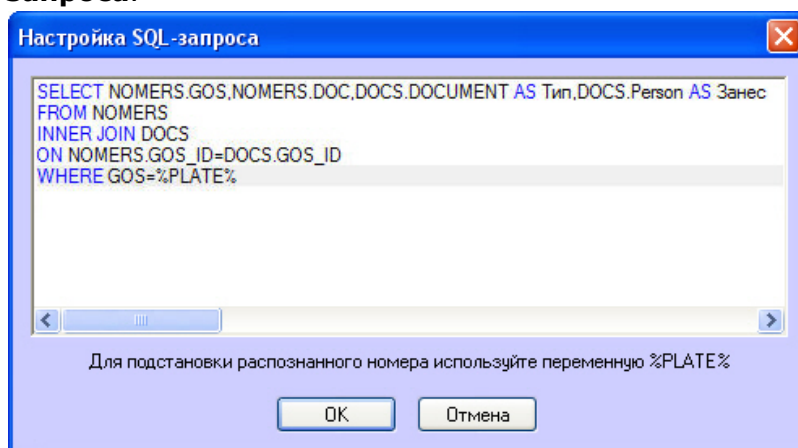 запроса.
Настройка SQL-запроса
SELECT NOMERS.GOS,NOMERS.DOC,DOCS.DOCUMENT AS Тип,DOCS.Person AS Занес
FROM NOMERS
INNER JOIN DOCS
ON NOMERS.GOS_ID=DOCS.GOS_ID
WHERE GOS=%PLATE%
Для подстановки распознанного номера используйте переменную %PLATE%
OK
Отмена